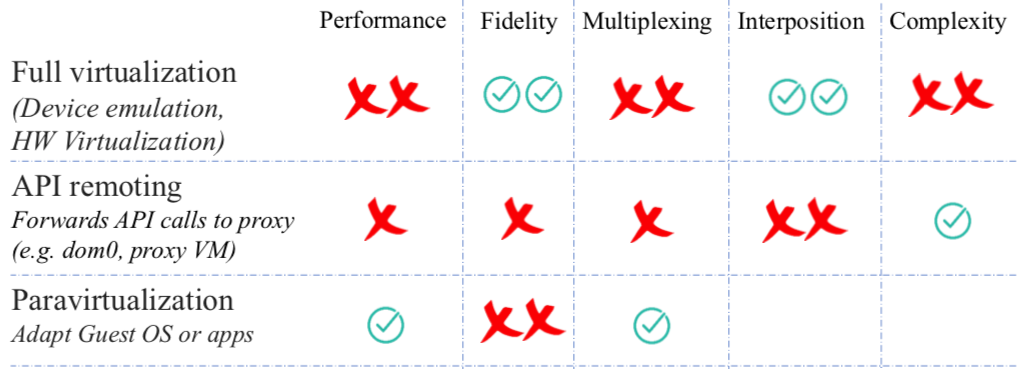 Performance Fidelity Multiplexing Interposition Complexity
Full virtualization
(Device emulation,
HW Virtualization)
API remoting
Forwards API calls to proxy
(e.g. dom0, proxy VM)
Paravirtualization
Adapt Guest OS or apps